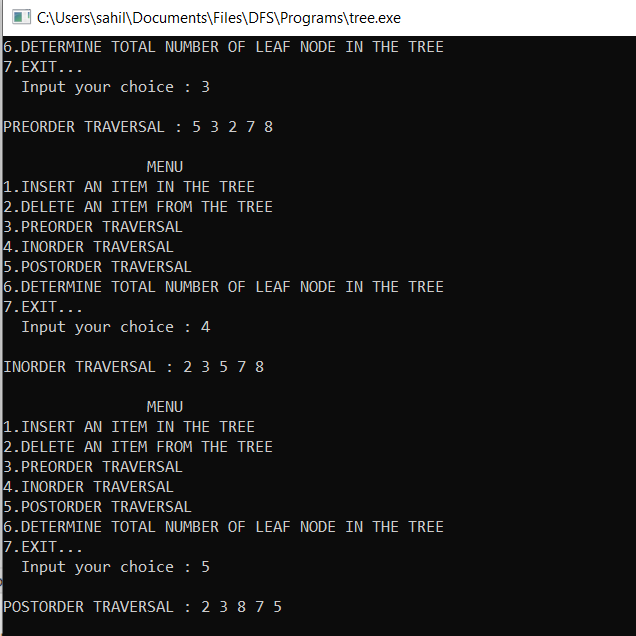 C:\Users\sahil\Documents\Files\DFS\Programs\tree.exe
6.DETERMINE TOTAL NUMBER OF LEAF NODE IN THE TREE
7.EXIT...
Input your choice : 3
PREORDER TRAVERSAL : 5 3 2 7 8
MENU
1.INSERT AN ITEM IN THE TREE
2.DELETE AN ITEM FROM THE TREE
3.PREORDER TRAVERSAL
4.INORDER TRAVERSAL
5.POSTORDER TRAVERSAL
6.DETERMINE TOTAL NUMBER OF LEAF NODE IN THE TREE
7.EXIT...
Input your choice : 4
INORDER TRAVERSAL : 2 3 5 7 8
MENU
1.INSERT AN ITEM IN THE TREE
2.DELETE AN ITEM FROM THE TREE
3.PREORDER TRAVERSAL
4.INORDER TRAVERSAL
5.POSTORDER TRAVERSAL
6.DETERMINE TOTAL NUMBER OF LEAF NODE IN THE TREE
7.EXIT...
Input your choice : 5
POSTORDER TRAVERSAL : 2 3 8 7 5